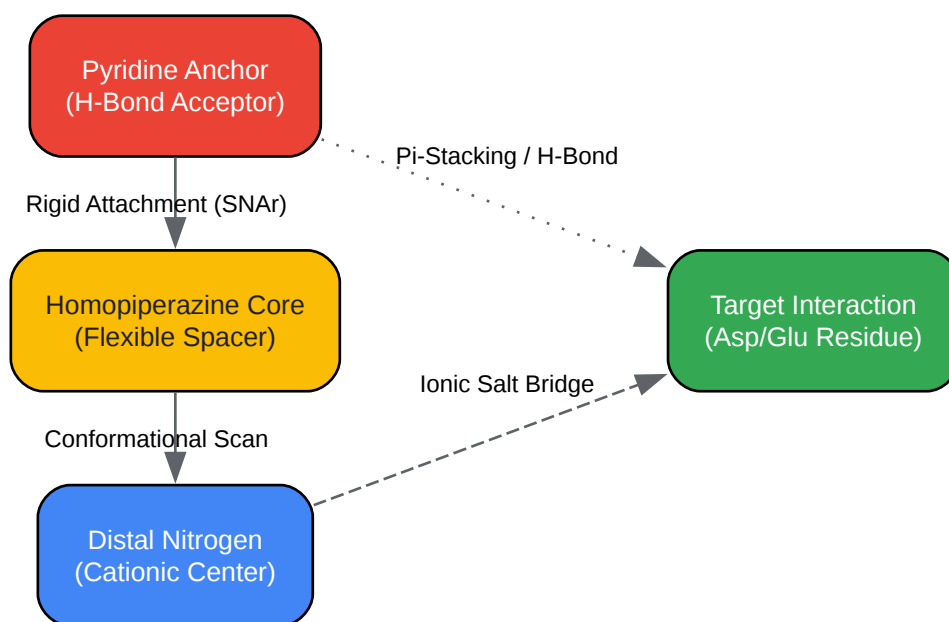 Pyridine Anchor
(H-Bond Acceptor)
Pi-Stacking / H-Bond
Rigid Attachment (SNAr)
Homopiperazine Core
(Flexible Spacer)
Target Interaction
(Asp/Glu Residue)
Ionic Salt Bridge
Conformational Scan
Distal Nitrogen
(Cationic Center)